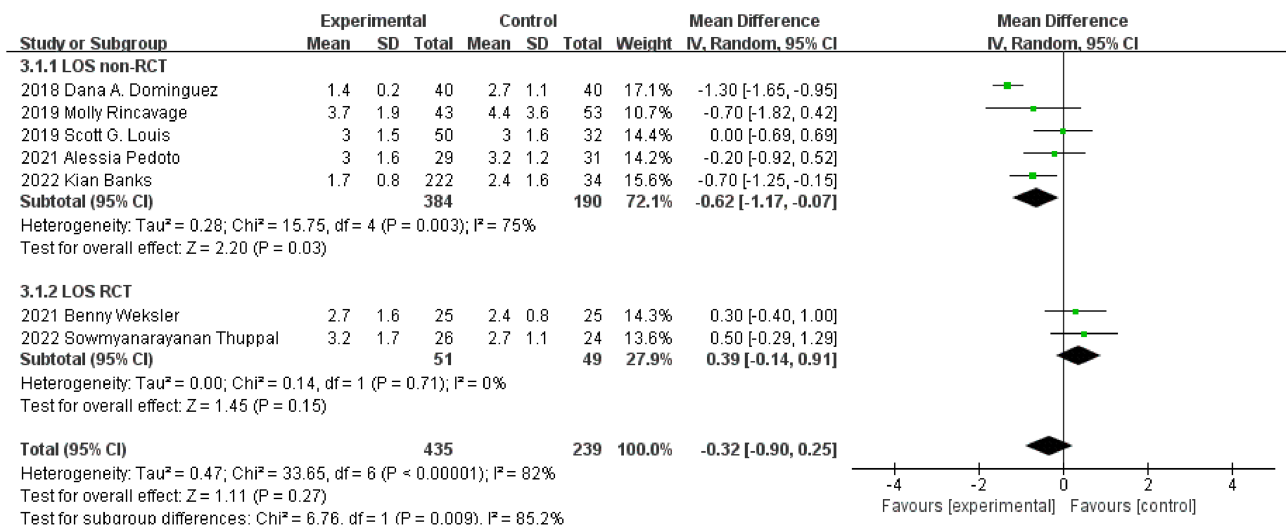 Experimental Control Mean Difference Mean Difference
Study or Subgroup Mean SD Total Mean SD Total Weight IV, Random, 95% CI IV, Random, 95% CI
3.1.1 LOS non-RCT
2018 Dana A. Dominguez 1.4 0.2 40 2.7 1.1 40 17.1% -1.30 [-1.65, -0.95]
2019 Molly Rincavage 3.7 1.9 43 4.4 3.6 53 10.7% -0.70 [-1.82, 0.42]
2019 Scott G. Louis 3 1.5 50 3 1.6 32 14.4% 0.00 [-0.69, 0.69]
2021 Alessia Pedoto 3 1.6 29 3.2 1.2 31 14.2% -0.20 [-0.92, 0.52]
2022 Kian Banks 1.7 0.8 222 2.4 1.6 34 15.6% -0.70 [-1.25, -0.15]
Subtotal (95% CI) 384 190 72.1% -0.62 [-1.17, -0.07]
Heterogeneity: Tau² = 0.28; Chi² = 15.75, df = 4 (P = 0.003); I² = 75%
Test for overall effect: Z = 2.20 (P = 0.03)
3.1.2 LOS RCT
2021 Benny Weksler 2.7 1.6 25 2.4 0.8 25 14.3% 0.30 [-0.40, 1.00]
2022 Sowmyanarayanan Thuppal 3.2 1.7 26 2.7 1.1 24 13.6% 0.50 [-0.29, 1.29]
Subtotal (95% CI) 51 49 27.9% 0.39 [-0.14, 0.91]
Heterogeneity: Tau² = 0.00; Chi² = 0.14, df = 1 (P = 0.71); I² = 0%
Test for overall effect: Z = 1.45 (P = 0.15)
Total (95% CI) 435 239 100.0% -0.32 [-0.90, 0.25]
Heterogeneity: Tau² = 0.47; Chi² = 33.65, df = 6 (P < 0.00001); I² = 82%
Test for overall effect: Z = 1.11 (P = 0.27)
Test for subgroup differences: Chi² = 6.76, df = 1 (P = 0.009), I² = 85.2%
-4 -2 0 2 4
Favours [experimental] Favours [control]